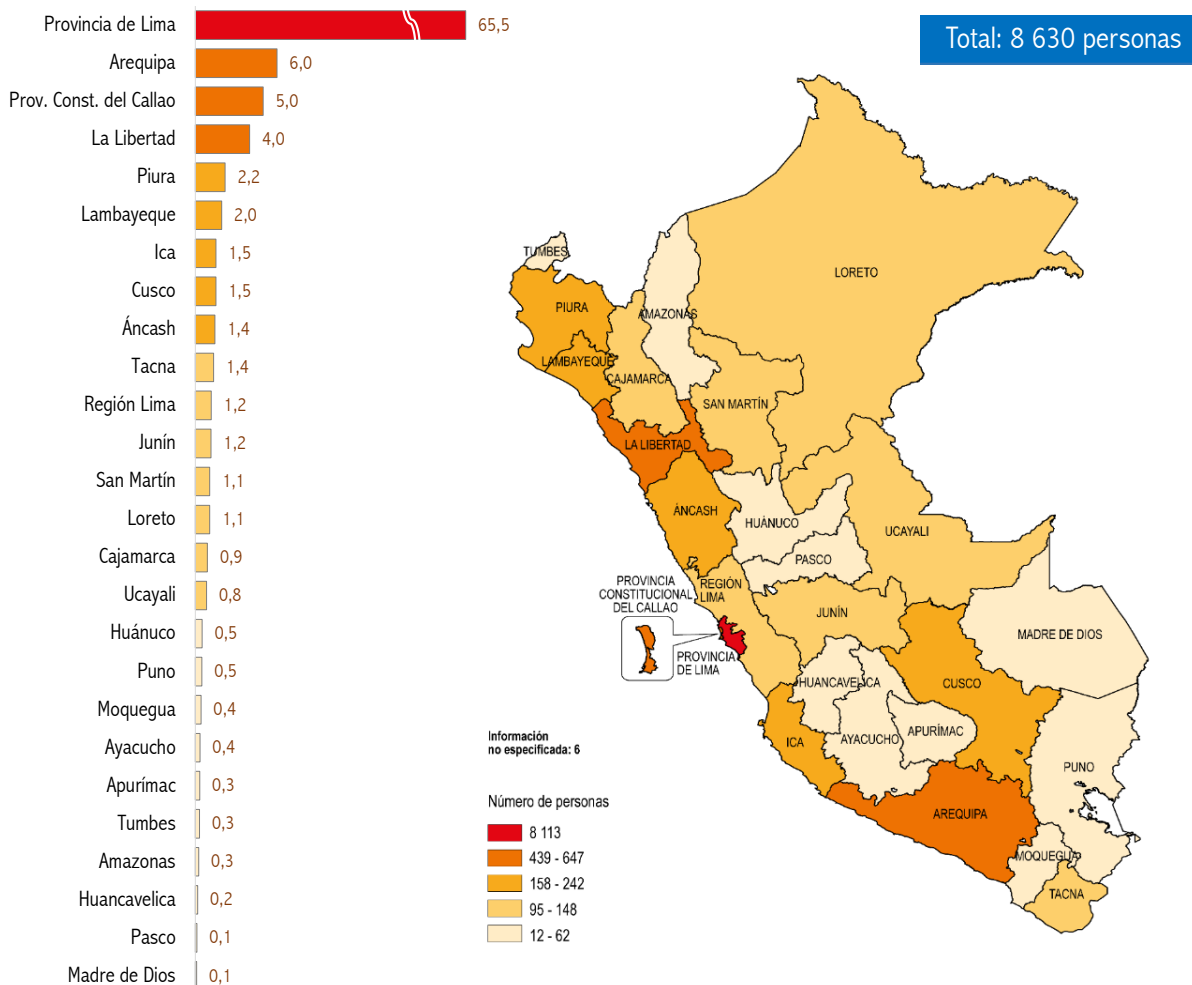 Provincia de Lima 65,5
Arequipa 6,0
Prov. Const. del Callao 5,0
La Libertad 4,0
Piura 2,2
Lambayeque 2,0
Ica 1,5
Cusco 1,5
Áncash 1,4
Tacna 1,4
Región Lima 1,2
Junín 1,2
San Martín 1,1
Loreto 1,1
Cajamarca 0,9
Ucayali 0,8
Huánuco 0,5
Puno 0,5
Moquegua 0,4
Ayacucho 0,4
Apurímac 0,3
Tumbes 0,3
Amazonas 0,3
Huancavelica 0,2
Pasco 0,1
Madre de Dios 0,1
Total: 8 630 personas
TUMBES
LORETO
PIURA
AMAZONAS
LAMBAYEQUE
CAJAMARCA
SAN MARTÍN
LA LIBERTAD
ÁNCASH
HUÁNUCO
UCAYALI
PASCO
PROVINCIA
CONSTITUCIONAL
DEL CALLAO
REGIÓN
LIMA
JUNÍN
MADRE DE DIOS
PROVINCIA
DE LIMA
HUANCAVELICA
CUSCO
ICA
AYACUCHO
APURÍMAC
PUNO
AREQUIPA
MOQUEGUA
TACNA
Información
no especificada: 6
Número de personas
8 113
439 - 647
158 - 242
95 - 148
12 - 62